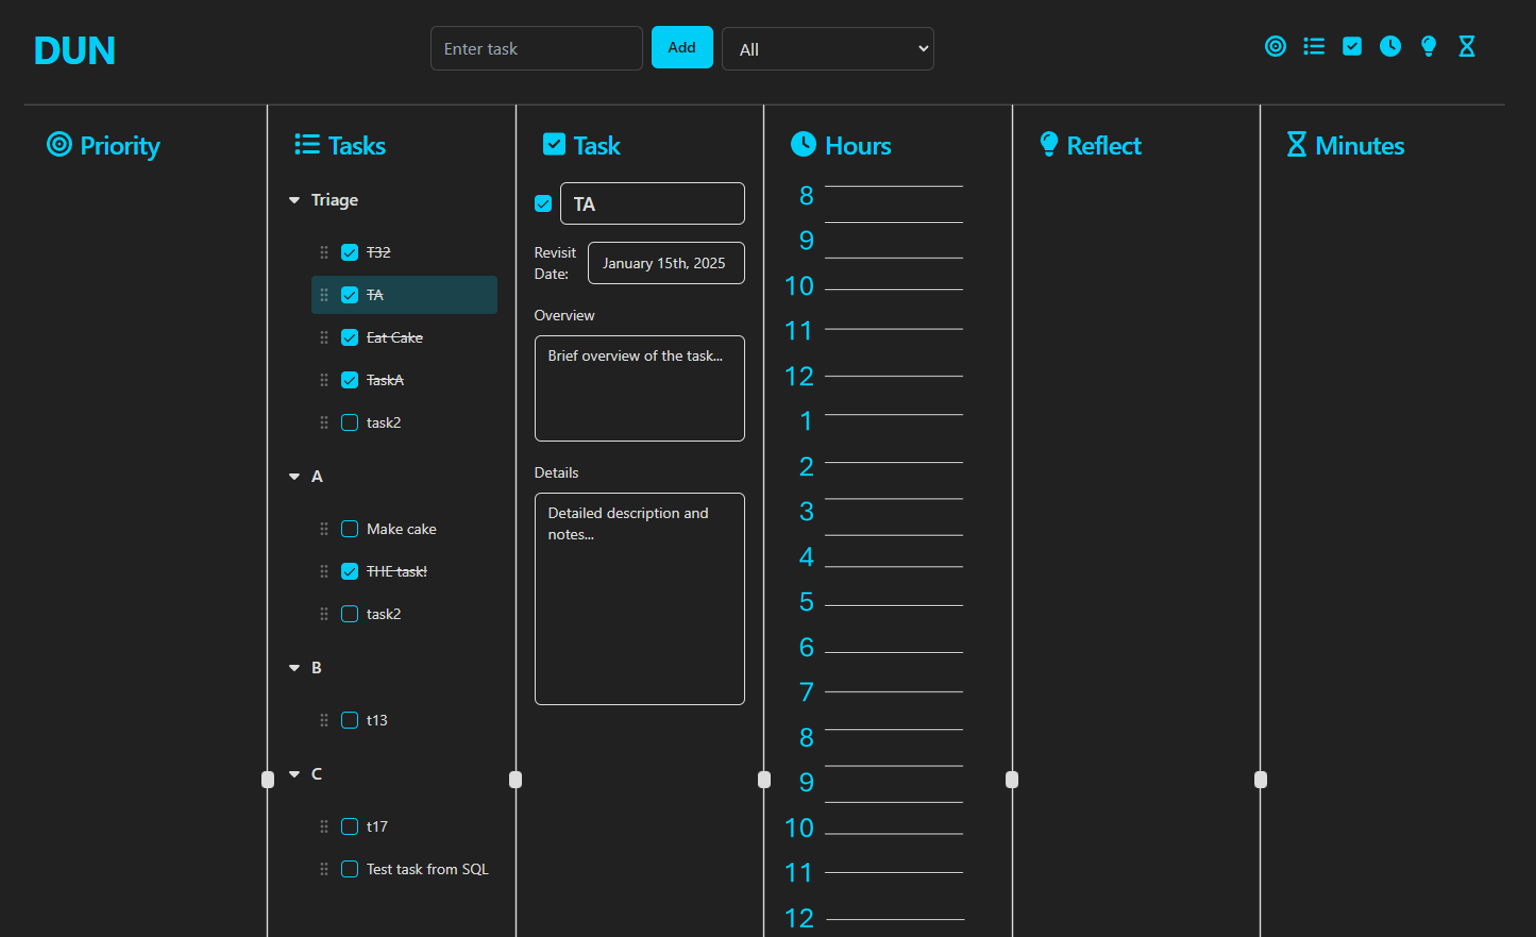 DUN
Enter task
Add
All
Priority
Tasks
Triage
T32
TA
Eat Cake
TaskA
task2
A
Make cake
THE task!
task2
B
t13
C
t17
Test task from SQL
Task
TA
Revisit
Date:
January 15th, 2025
Overview
Brief overview of the task...
Details
Detailed description and
notes...
Hours
8
9
10
11
12
1
2
3
4
5
6
7
8
9
10
11
12
Reflect
Minutes